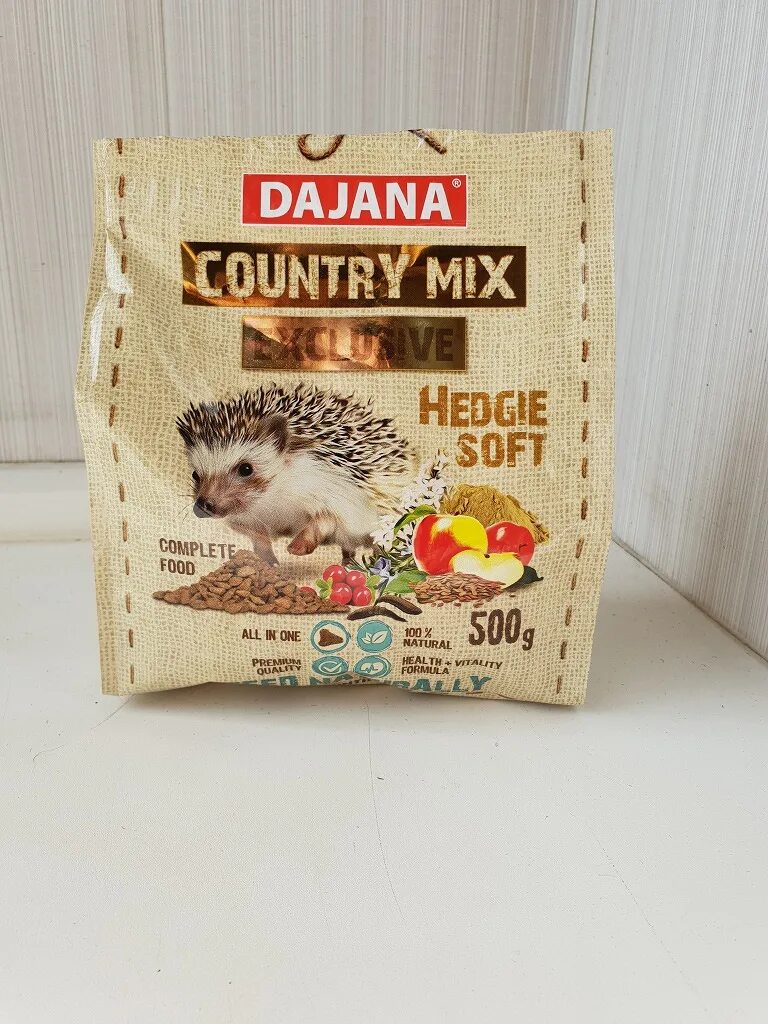 DAJANA®
COUNTRY MIX
EXCLUSIVE
HEDGIE
SOFT
COMPLETE
FOOD
ALL IN ONE
100%
NATURAL
500g
PREMIUM
QUALITY
HEALTH + VITALITY
FORMULA